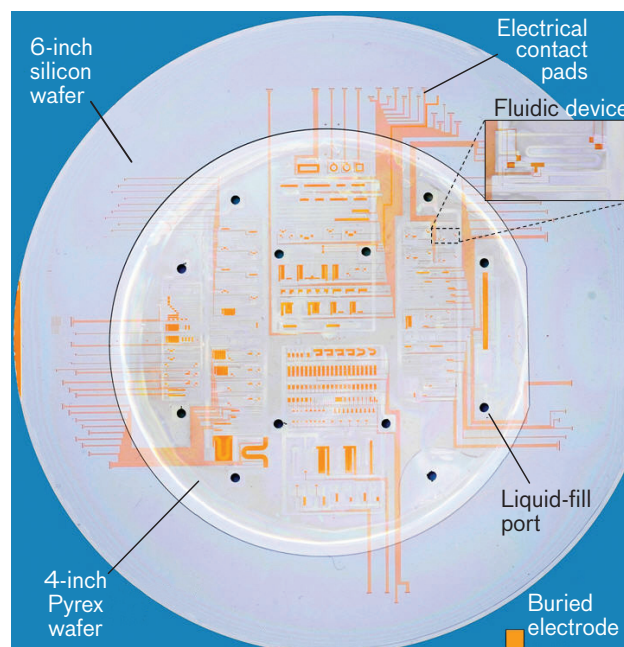 6-inch
silicon
wafer
Electrical
contact
pads
Fluidic device
Liquid-fill
port
4-inch
Pyrex
wafer
Buried
electrode